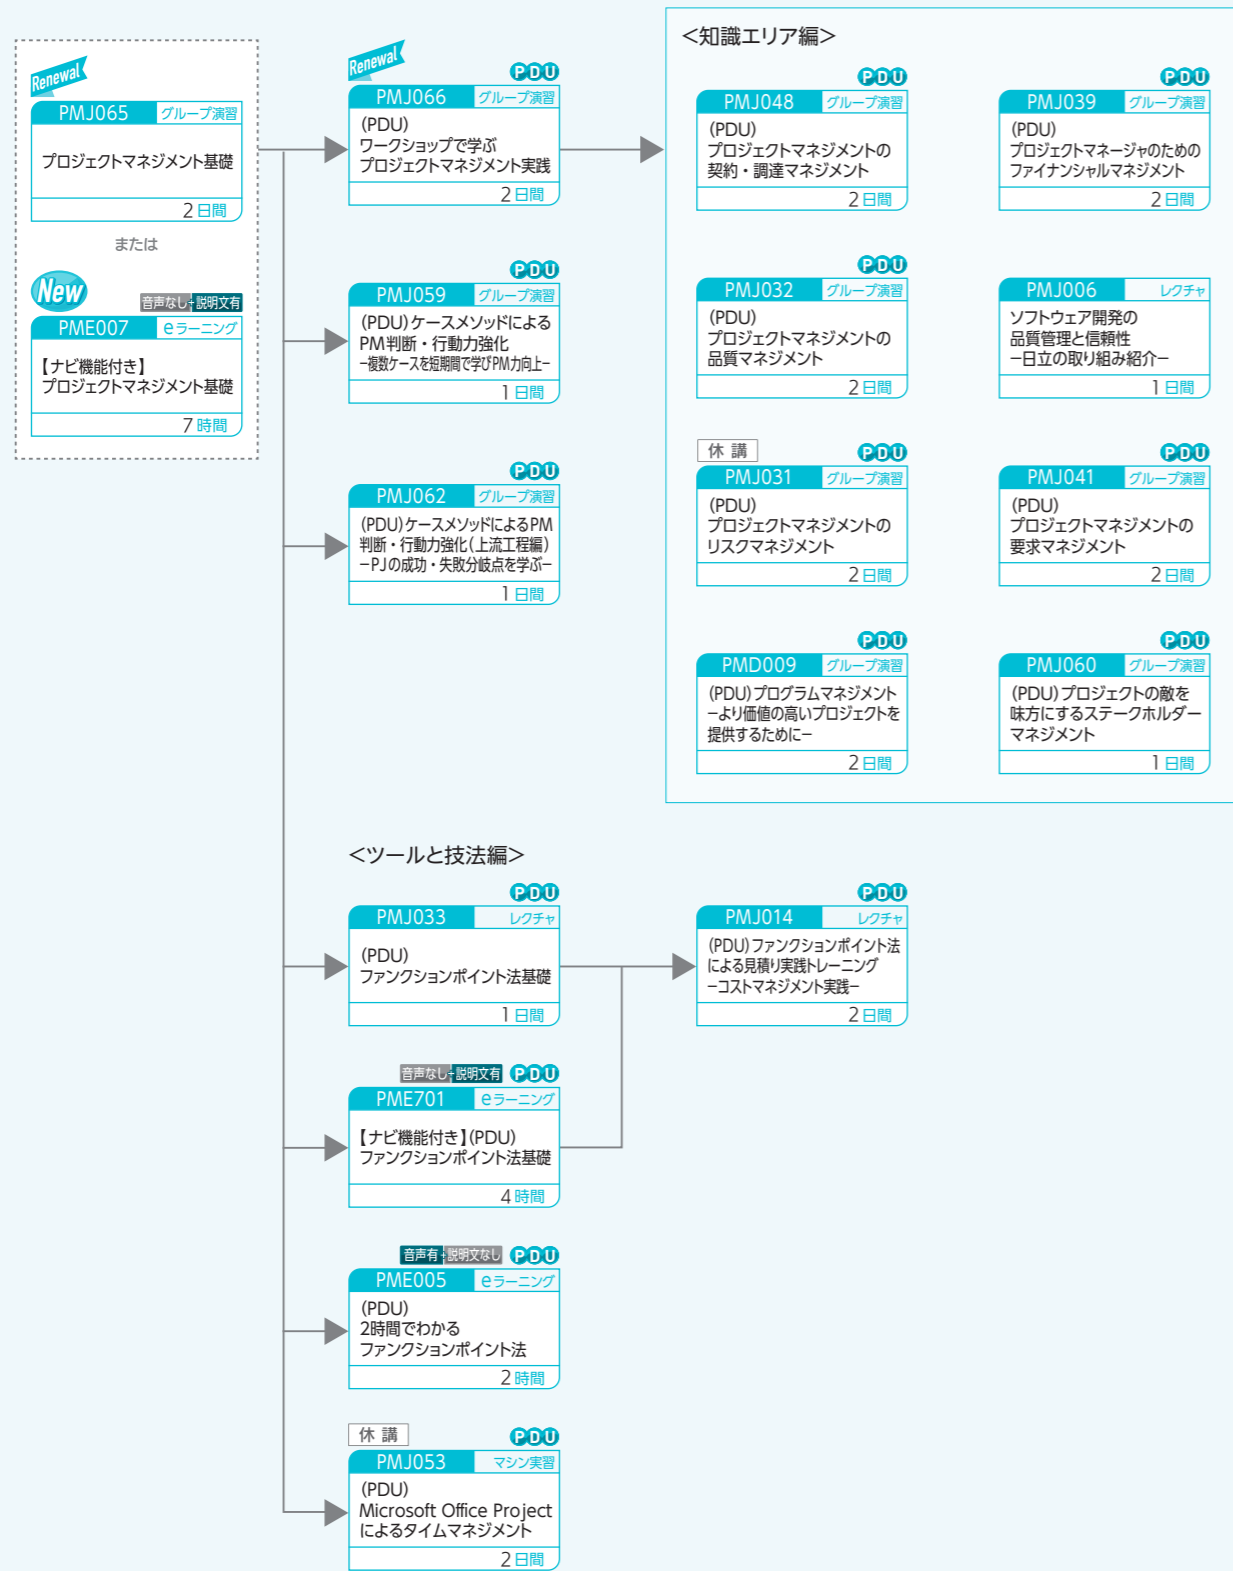 Renewal
PMJ065 グループ演習
プロジェクトマネジメント基礎
2日間
または
New
音声なし+説明文有
PME007 eラーニング
【ナビ機能付き】
プロジェクトマネジメント基礎
7時間
Renewal
PDU
PMJ066 グループ演習
(PDU)
ワークショップで学ぶ
プロジェクトマネジメント実践
2日間
PDU
PMJ059 グループ演習
(PDU)ケースメソッドによる
PM判断・行動力強化
−複数ケースを短期間で学びPM力向上−
1日間
PDU
PMJ062 グループ演習
(PDU)ケースメソッドによるPM
判断・行動力強化(上流工程編)
−PJの成功・失敗分岐点を学ぶ−
1日間
<知識エリア編>
PDU
PMJ048 グループ演習
(PDU)
プロジェクトマネジメントの
契約・調達マネジメント
2日間
PDU
PMJ039 グループ演習
(PDU)
プロジェクトマネージャのための
ファイナンシャルマネジメント
2日間
PDU
PMJ032 グループ演習
(PDU)
プロジェクトマネジメントの
品質マネジメント
2日間
PMJ006 レクチャ
ソフトウェア開発の
品質管理と信頼性
−日立の取り組み紹介−
1日間
休 講
PDU
PMJ031 グループ演習
(PDU)
プロジェクトマネジメントの
リスクマネジメント
2日間
PDU
PMJ041 グループ演習
(PDU)
プロジェクトマネジメントの
要求マネジメント
2日間
PDU
PMD009 グループ演習
(PDU)プログラムマネジメント
−より価値の高いプロジェクトを
提供するために−
2日間
PDU
PMJ060 グループ演習
(PDU)プロジェクトの敵を
味方にするステークホルダー
マネジメント
1日間
<ツールと技法編>
PDU
PMJ033 レクチャ
(PDU)
ファンクションポイント法基礎
1日間
PDU
PMJ014 レクチャ
(PDU)ファンクションポイント法
による見積り実践トレーニング
−コストマネジメント実践−
2日間
音声なし+説明文有 PDU
PME701 eラーニング
【ナビ機能付き】(PDU)
ファンクションポイント法基礎
4時間
音声有+説明文なし PDU
PME005 eラーニング
(PDU)
2時間でわかる
ファンクションポイント法
2時間
休 講
PDU
PMJ053 マシン実習
(PDU)
Microsoft Office Project
によるタイムマネジメント
2日間